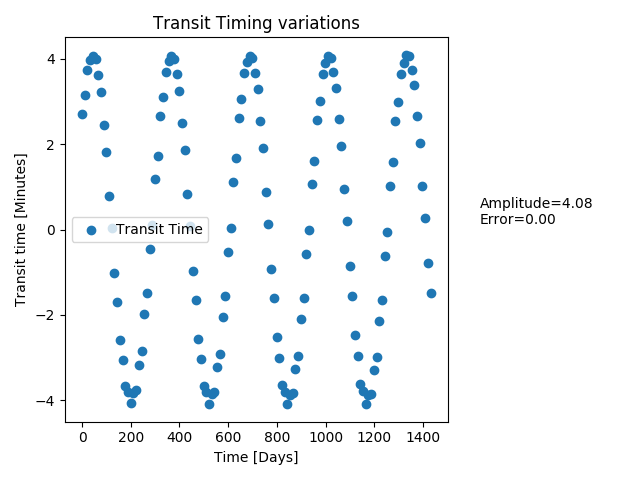 Transit Timing variations
Transit time [Minutes]
4
2
0
−2
−4
Transit Time
Amplitude=4.08
Error=0.00
0 200 400 600 800 1000 1200 1400
Time [Days]